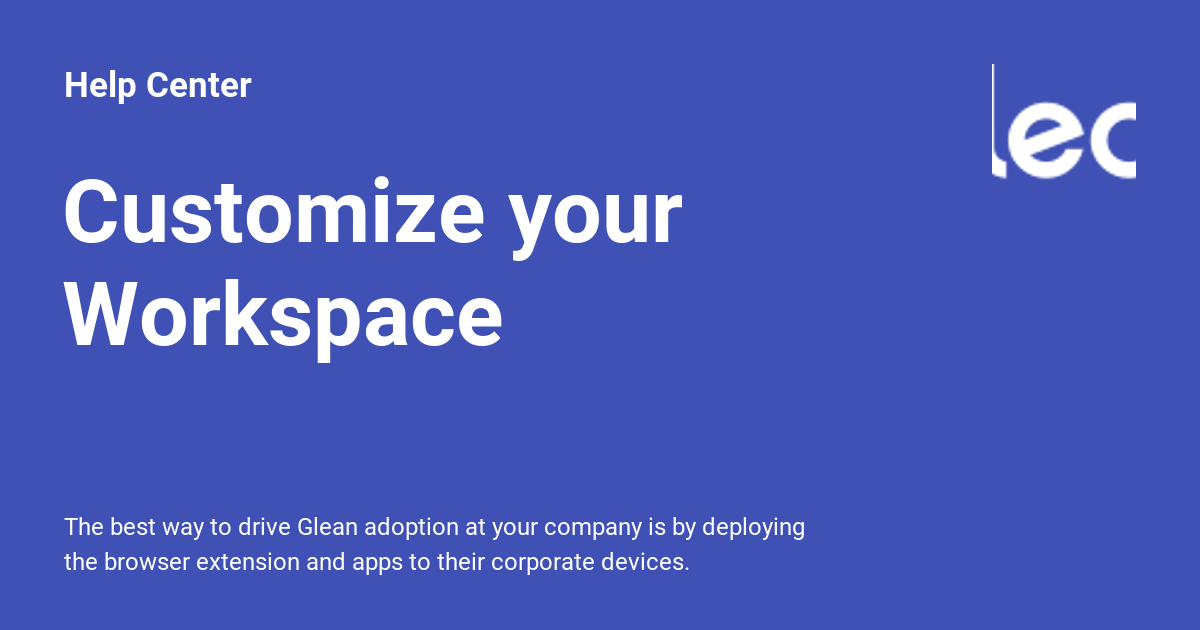 Help Center
Customize your
Workspace
The best way to drive Glean adoption at your company is by deploying
the browser extension and apps to their corporate devices.